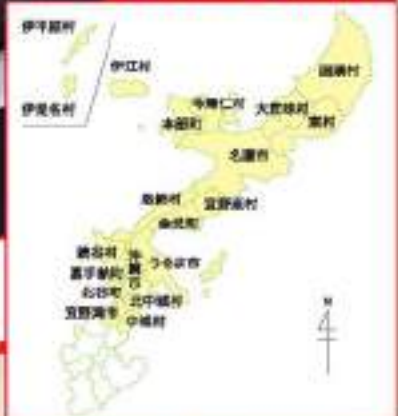 伊平屋村
伊是名村
伊江村
国頭村
今帰仁村
大宜味村
東村
本部町
名護市
恩納村
宜野座村
金武町
読谷村
沖縄市
うるま市
嘉手納町
北谷町
北中城村
宜野湾市
中城村
N